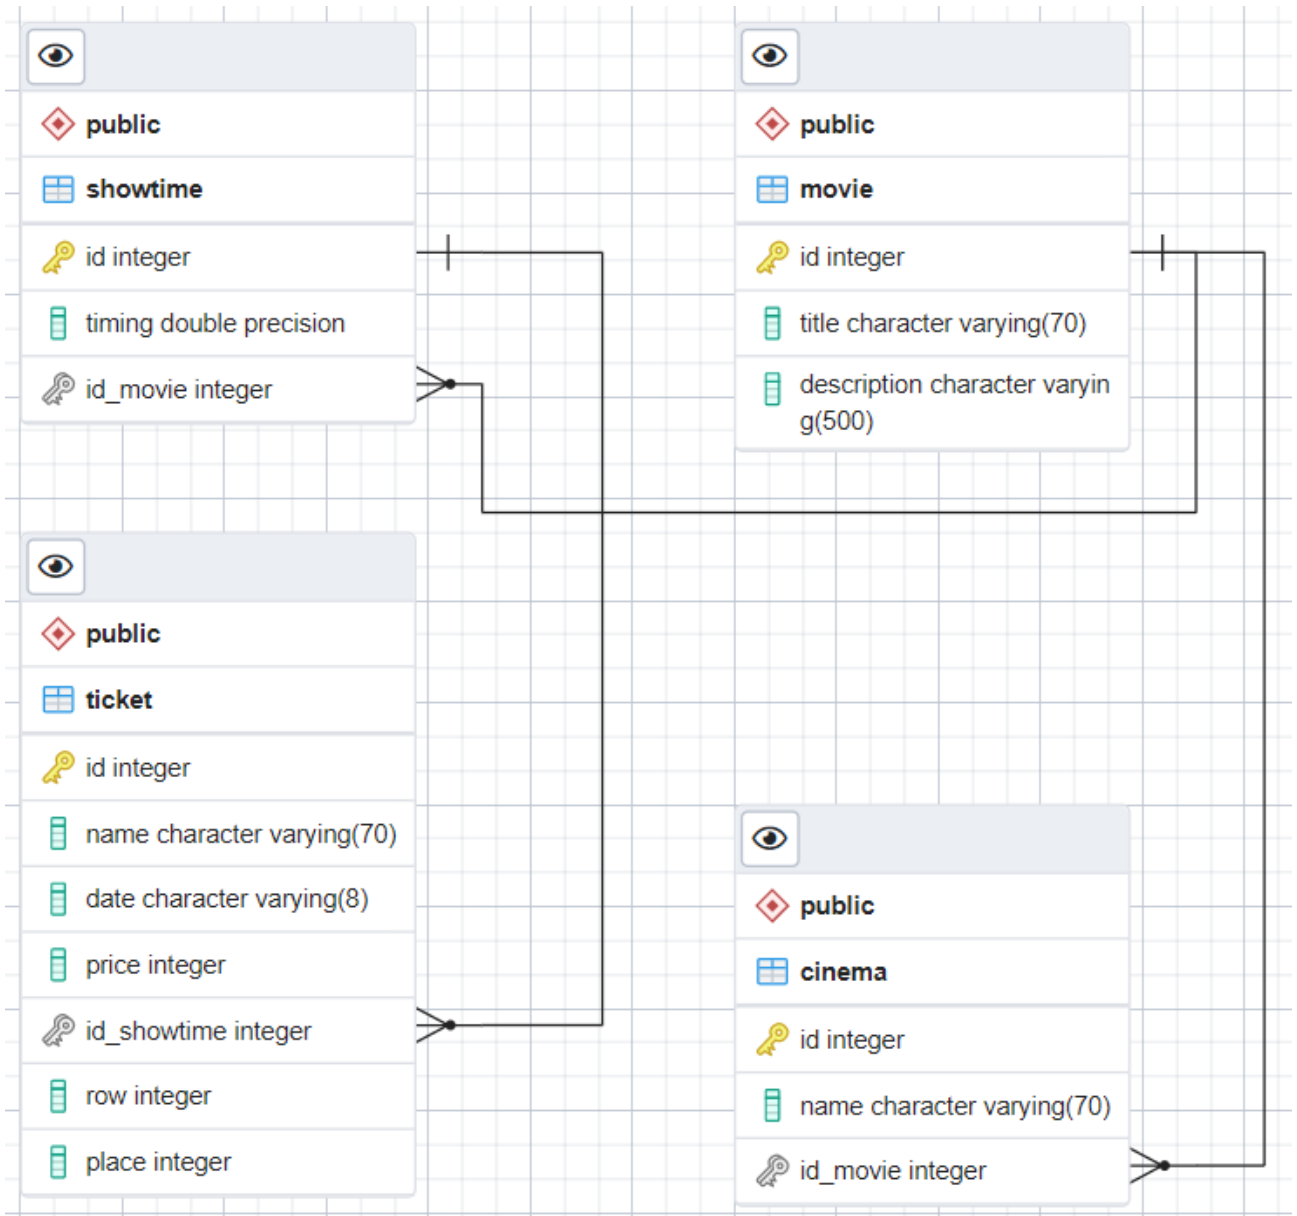 public
showtime
id integer
timing double precision
id_movie integer
public
movie
id integer
title character varying(70)
description character varyin
g(500)
public
ticket
id integer
name character varying(70)
date character varying(8)
price integer
id_showtime integer
row integer
place integer
public
cinema
id integer
name character varying(70)
id_movie integer